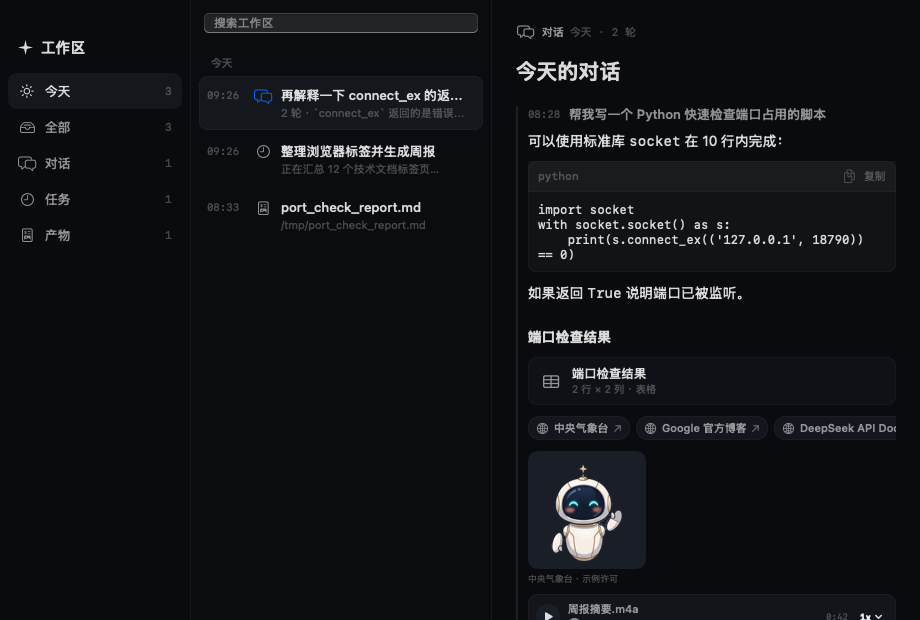 工作区
今天 3
全部 3
对话 1
任务 1
产物 1
搜索工作区
今天
09:26 再解释一下 connect_ex 的返...
2 轮 · `connect_ex` 返回的是错误...
09:26 整理浏览器标签并生成周报
正在汇总 12 个技术文档标签页...
08:33 port_check_report.md
/tmp/port_check_report.md
对话 今天 · 2 轮
今天的对话
08:28 帮我写一个 Python 快速检查端口占用的脚本
可以使用标准库 socket 在 10 行内完成：
python 复制
import socket
with socket.socket() as s:
    print(s.connect_ex(('127.0.0.1', 18790))
== 0)
如果返回 True 说明端口已被监听。
端口检查结果
端口检查结果
2 行 × 2 列 · 表格
中央气象台 ↗ Google 官方博客 ↗ DeepSeek API Doc
中央气象台 · 示例许可
周报摘要.m4a
0:42 1x